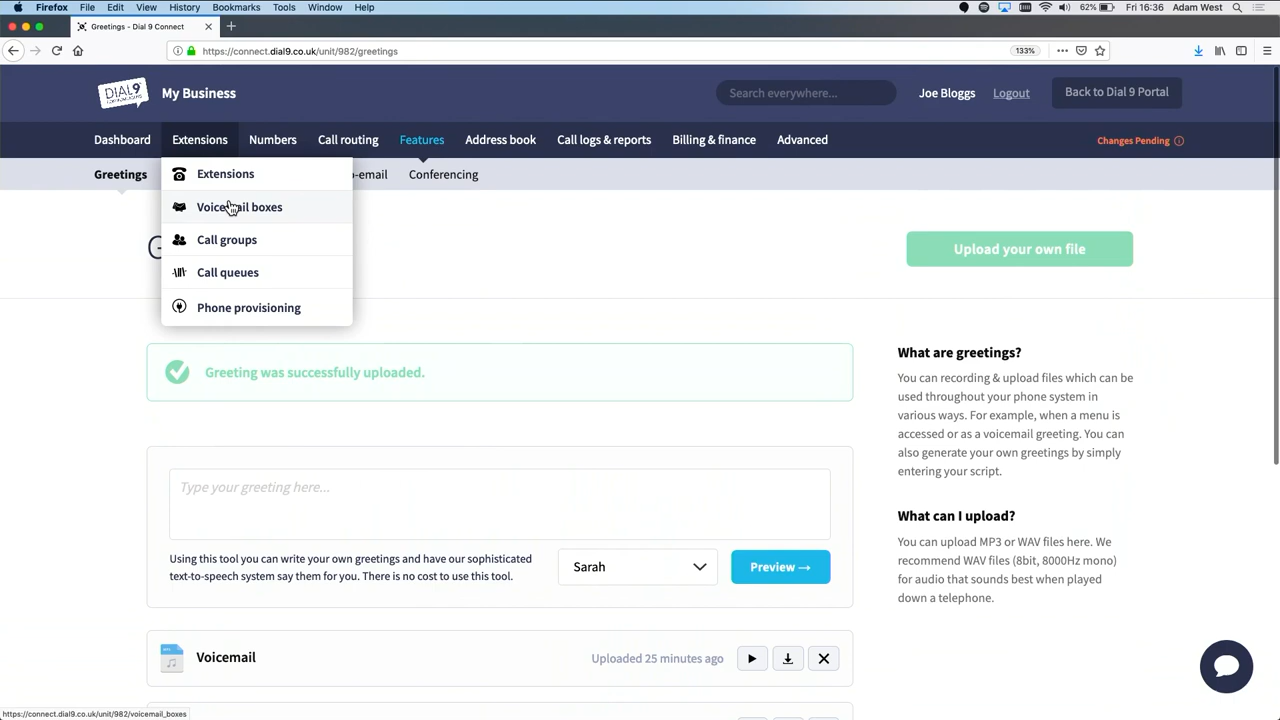 Firefox File Edit View History Bookmarks Tools Window Help
62% Fri 16:36 Adam West
Greetings - Dial 9 Connect
https://connect.dial9.co.uk/unit/982/greetings
133%
DIAL9
My Business
Search everywhere...
Joe Bloggs
Logout
Back to Dial 9 Portal
Dashboard Extensions Numbers Call routing Features Address book Call logs & reports Billing & finance Advanced
Changes Pending
Greetings
-email
Conferencing
Extensions
Voicemail boxes
Call groups
Call queues
Phone provisioning
G
Upload your own file
Greeting was successfully uploaded.
Type your greeting here...
Using this tool you can write your own greetings and have our sophisticated
text-to-speech system say them for you. There is no cost to use this tool.
Sarah
Preview →
Voicemail
Uploaded 25 minutes ago
What are greetings?
You can recording & upload files which can be
used throughout your phone system in
various ways. For example, when a menu is
accessed or as a voicemail greeting. You can
also generate your own greetings by simply
entering your script.
What can I upload?
You can upload MP3 or WAV files here. We
recommend WAV files (8bit, 8000Hz mono)
for audio that sounds best when played
down a telephone.
https://connect.dial9.co.uk/unit/982/voicemail_boxes